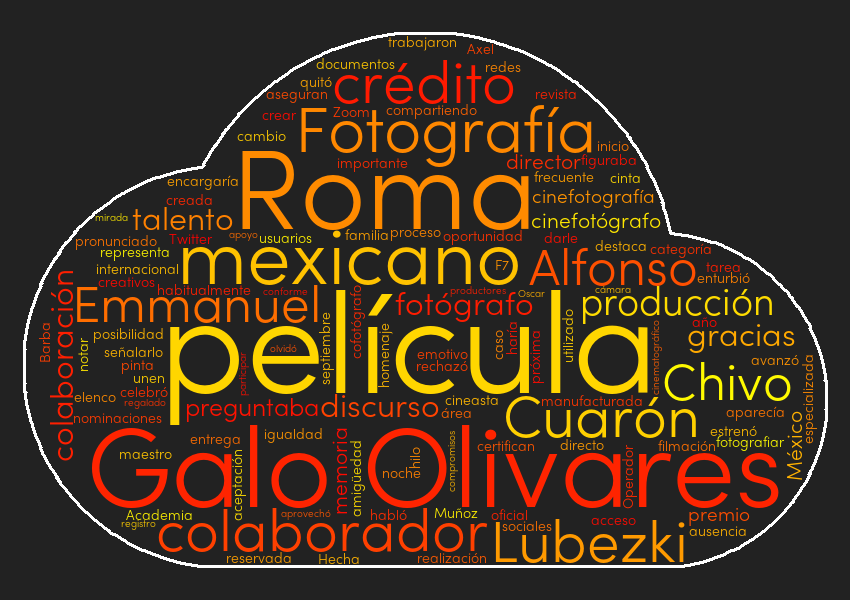 trabajaron
Axel
documentos
redes
quitó
crédito
aseguran
revista
crear
Zoom
compartiendo
cambio
Fotografía
inicio
Roma
importante
director
figuraba
encargaría
frecuente
cinta
creada
cinefotografía
mirada
talento
cinefotógrafo
pronunciado
Twitter
apoyo
usuarios
familia
proceso
oportunidad
darle
destaca
categoría
representa
mexicano
F7
Alfonso
internacional
tarea
enturbió
creativos
habitualmente
conforme
productores
Oscar
cámara
colaboración
Emmanuel
septiembre
cofotógrafo
fotógrafo
producción
película
Barba
notar
posibilidad
señalarlo
participar
olvidó
homenaje
emotivo
rechazó
caso
haría
próxima
utilizado
cinematográfico
año
gracias
pinta
unen
avanzó
elenco
celebró
regalado
Chivo
especializada
nominaciones
preguntaba
discurso
cineasta
área
manufacturada
Cuarón
aparecía
México
entrega
igualdad
estrenó
fotografiar
maestro
aceptación
memoria
amigüedad
noche
hilo
compromisos
certifican
directo
Operador
filmación
Galo Olivares
Academia
registro
aprovechó
habló
Muñoz
oficial
sociales
acceso
premio
ausencia
colaborador
Lubezki
reservada
Hecha
realización